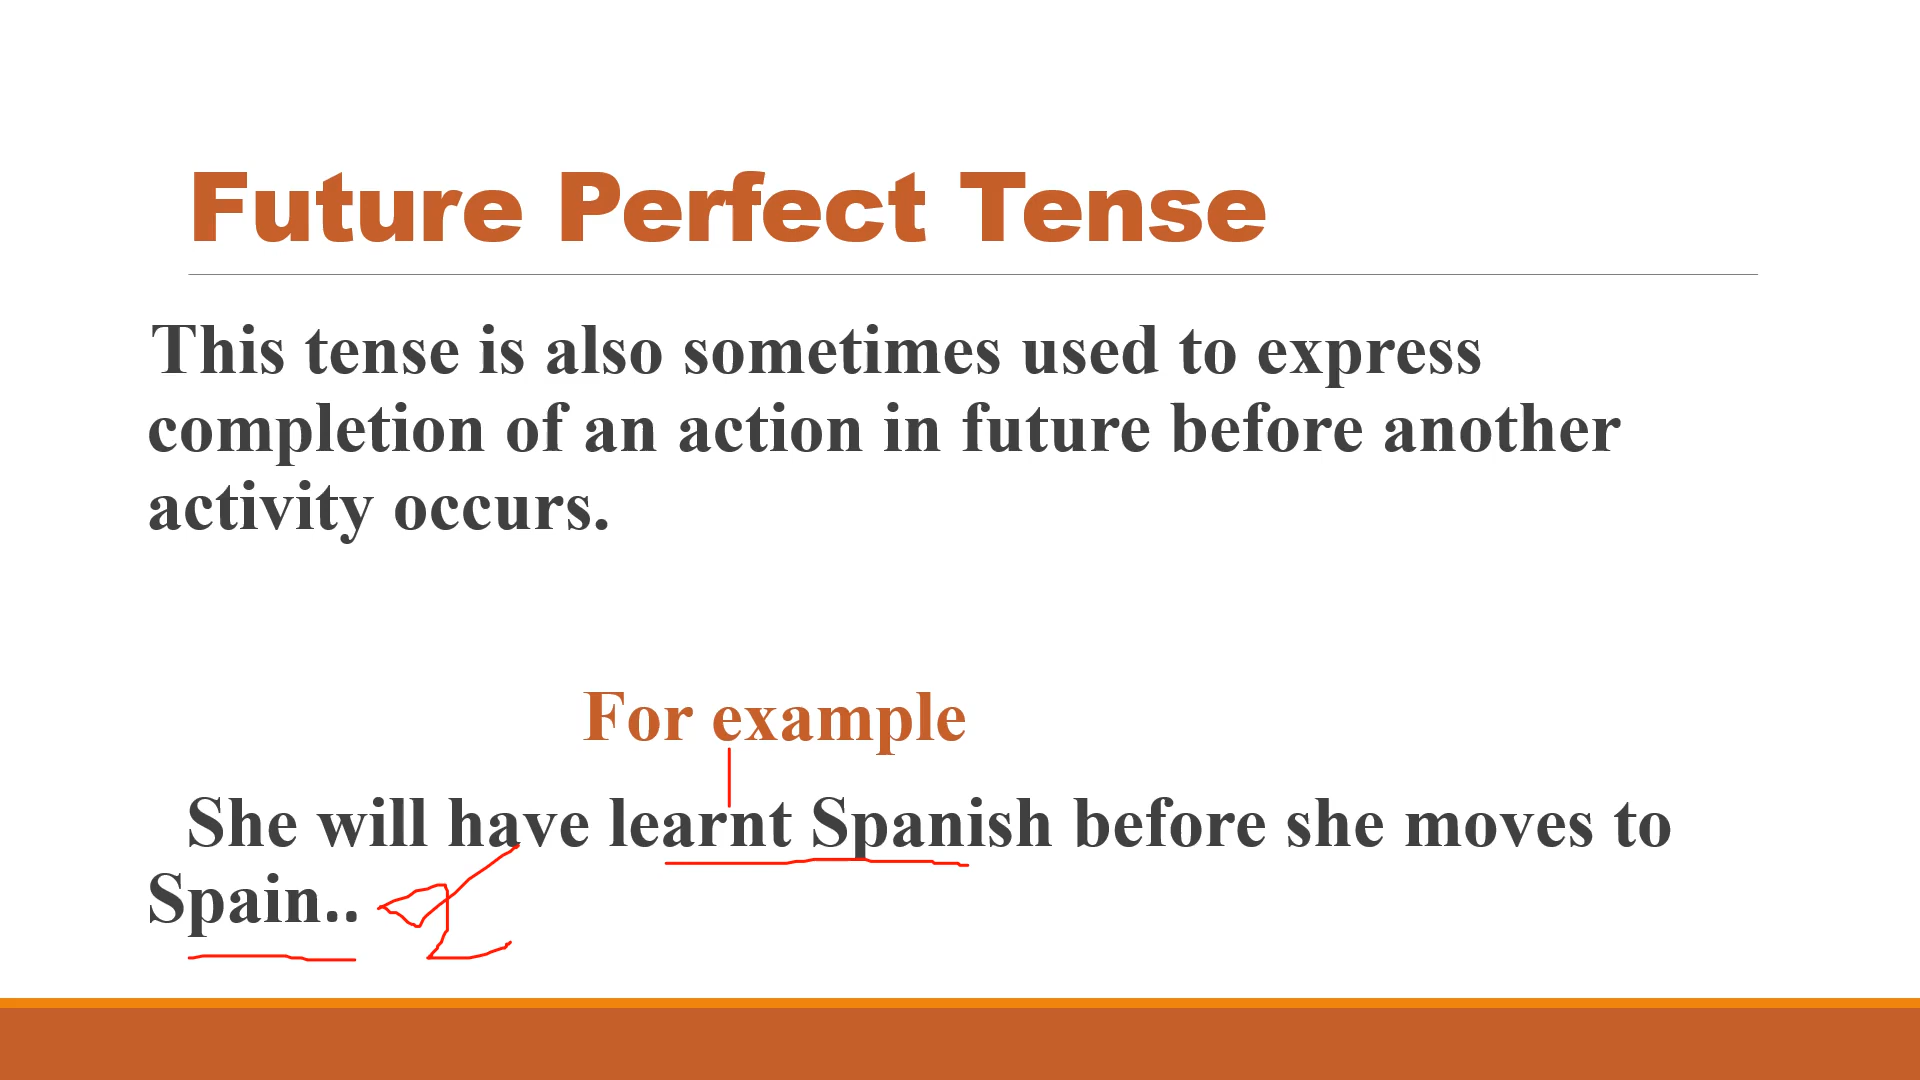 Future Perfect Tense
This tense is also sometimes used to express
completion of an action in future before another
activity occurs.
For example
She will have learnt Spanish before she moves to
Spain..